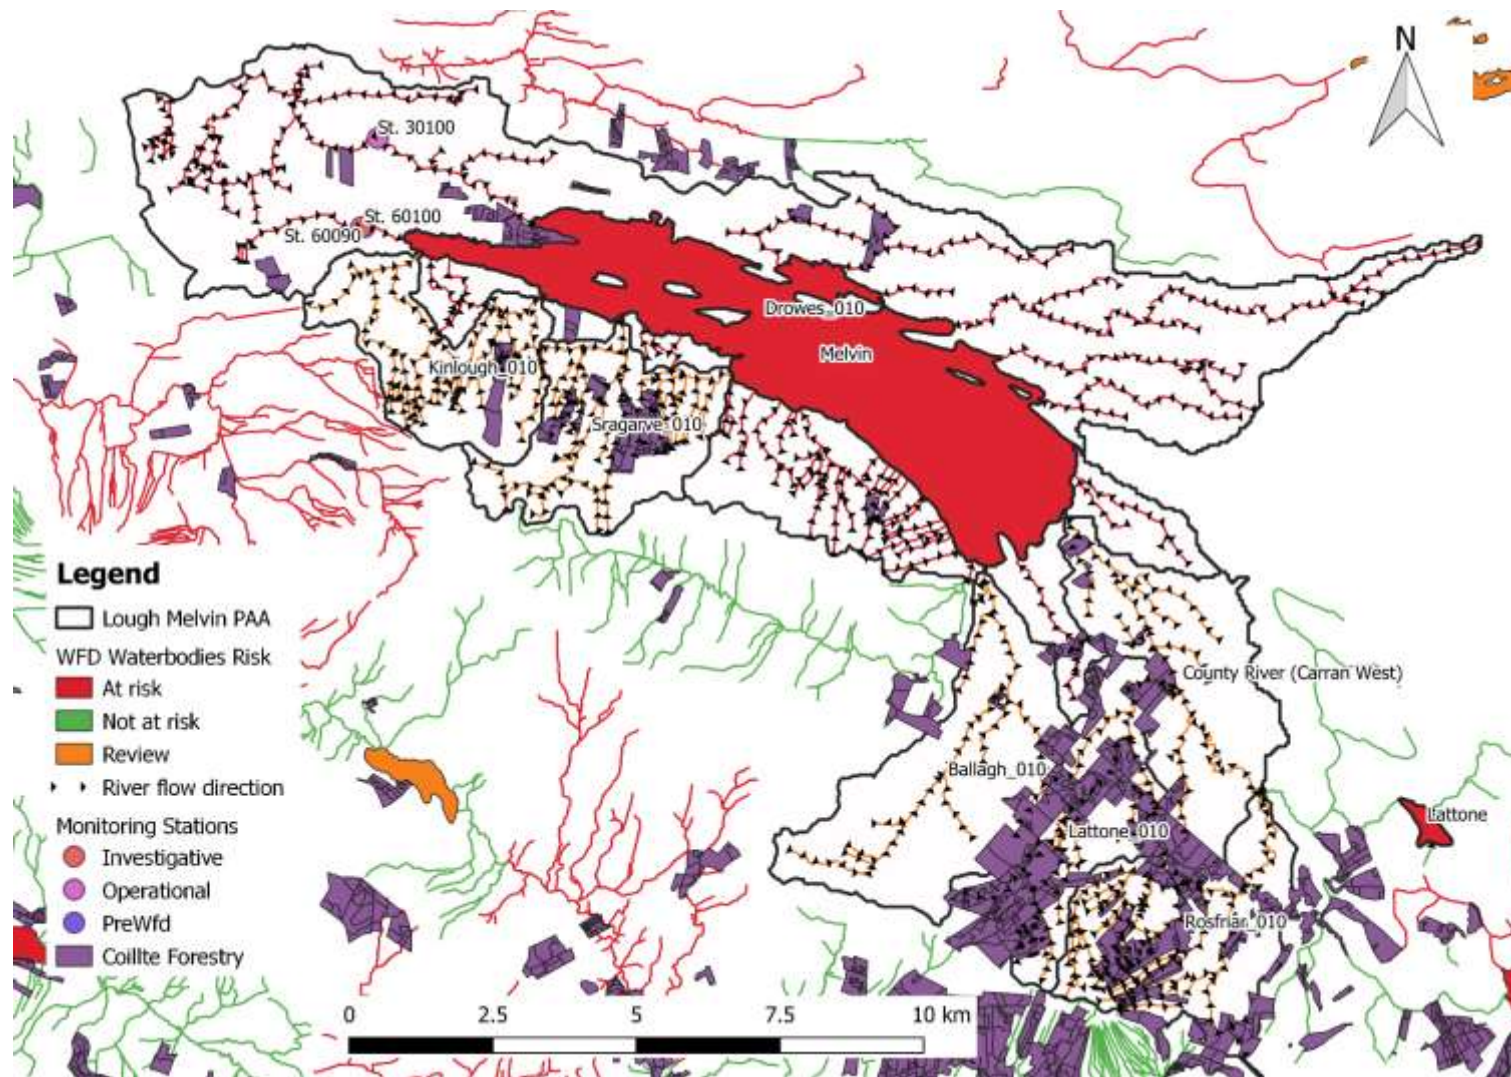 N
St. 30100
St. 60100
St. 60090
Drowes_010
Melvin
Kinlough_010
Sragarve_010
County River (Carran West)
Ballagh_010
Lattone
Lattone_010
Rosfriar_010
Legend
Lough Melvin PAA
WFD Waterbodies Risk
At risk
Not at risk
Review
River flow direction
Monitoring Stations
Investigative
Operational
PreWfd
Coillte Forestry
0 2.5 5 7.5 10 km